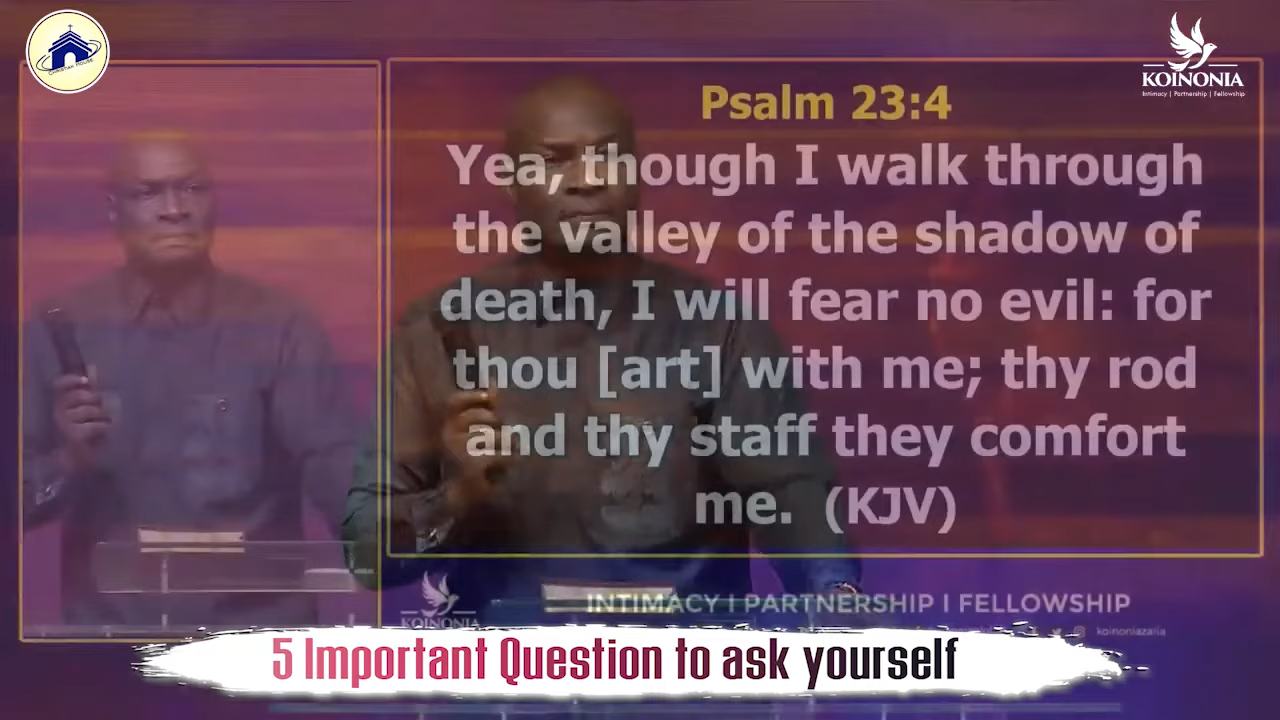 CHRISTIAN HOUSE
KOINONIA
Intimacy | Partnership | Fellowship
Psalm 23:4
Yea, though I walk through
the valley of the shadow of
death, I will fear no evil: for
thou [art] with me; thy rod
and thy staff they comfort
me. (KJV)
KOINONIA
INTIMACY I PARTNERSHIP I FELLOWSHIP
koinoniazaria
5 Important Question to ask yourself